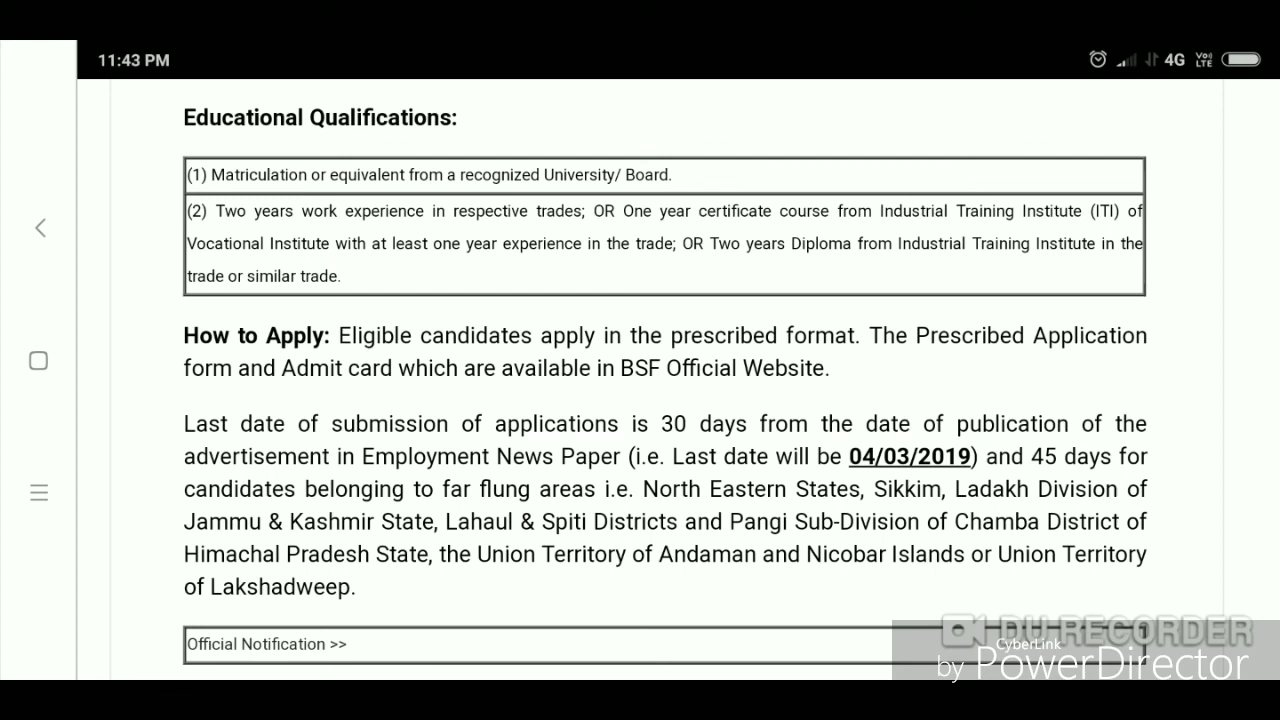 11:43 PM
4G Vo) LTE
Educational Qualifications:
(1) Matriculation or equivalent from a recognized University/ Board.
(2) Two years work experience in respective trades; OR One year certificate course from Industrial Training Institute (ITI) of
Vocational Institute with at least one year experience in the trade; OR Two years Diploma from Industrial Training Institute in the
trade or similar trade.
How to Apply: Eligible candidates apply in the prescribed format. The Prescribed Application
form and Admit card which are available in BSF Official Website.
Last date of submission of applications is 30 days from the date of publication of the
advertisement in Employment News Paper (i.e. Last date will be 04/03/2019) and 45 days for
candidates belonging to far flung areas i.e. North Eastern States, Sikkim, Ladakh Division of
Jammu & Kashmir State, Lahaul & Spiti Districts and Pangi Sub-Division of Chamba District of
Himachal Pradesh State, the Union Territory of Andaman and Nicobar Islands or Union Territory
of Lakshadweep.
Official Notification >>
DU RECORDER
CyberLink
by PowerDirector